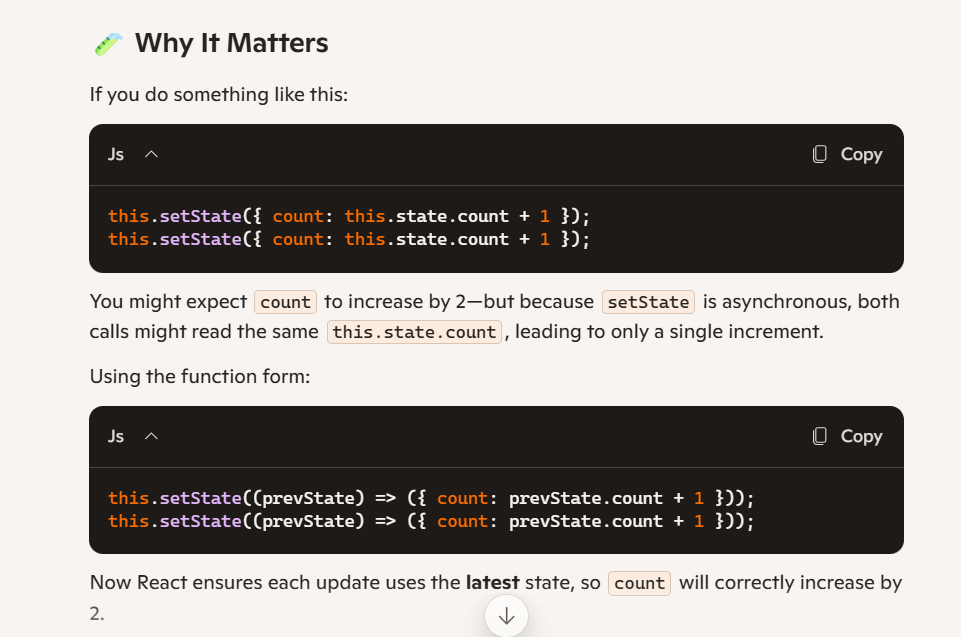 Why It Matters
If you do something like this:
Js
Copy
this.setState({ count: this.state.count + 1 });
this.setState({ count: this.state.count + 1 });
You might expect count to increase by 2—but because setState is asynchronous, both
calls might read the same this.state.count, leading to only a single increment.
Using the function form:
Js
Copy
this.setState((prevState) => ({ count: prevState.count + 1 }));
this.setState((prevState) => ({ count: prevState.count + 1 }));
Now React ensures each update uses the latest state, so count will correctly increase by
2.